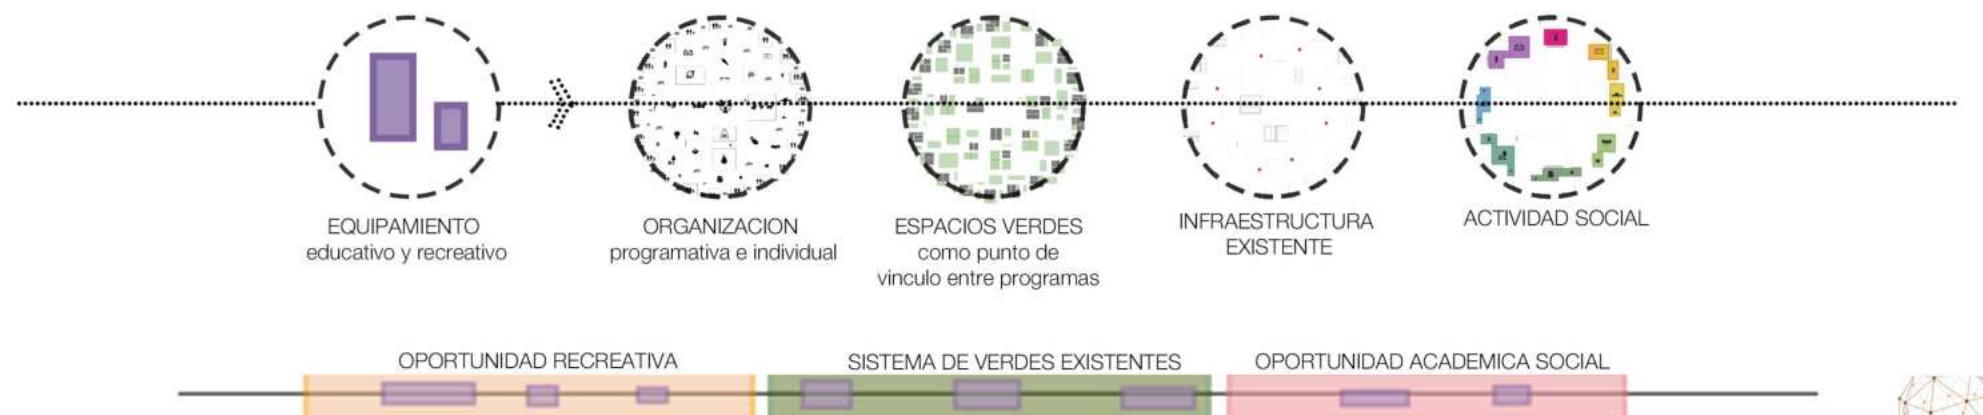 EQUIPAMIENTO
educativo y recreativo
ORGANIZACION
programativa e individual
ESPACIOS VERDES
como punto de
vinculo entre programas
INFRAESTRUCTURA
EXISTENTE
ACTIVIDAD SOCIAL
OPORTUNIDAD RECREATIVA
SISTEMA DE VERDES EXISTENTES
OPORTUNIDAD ACADEMICA SOCIAL